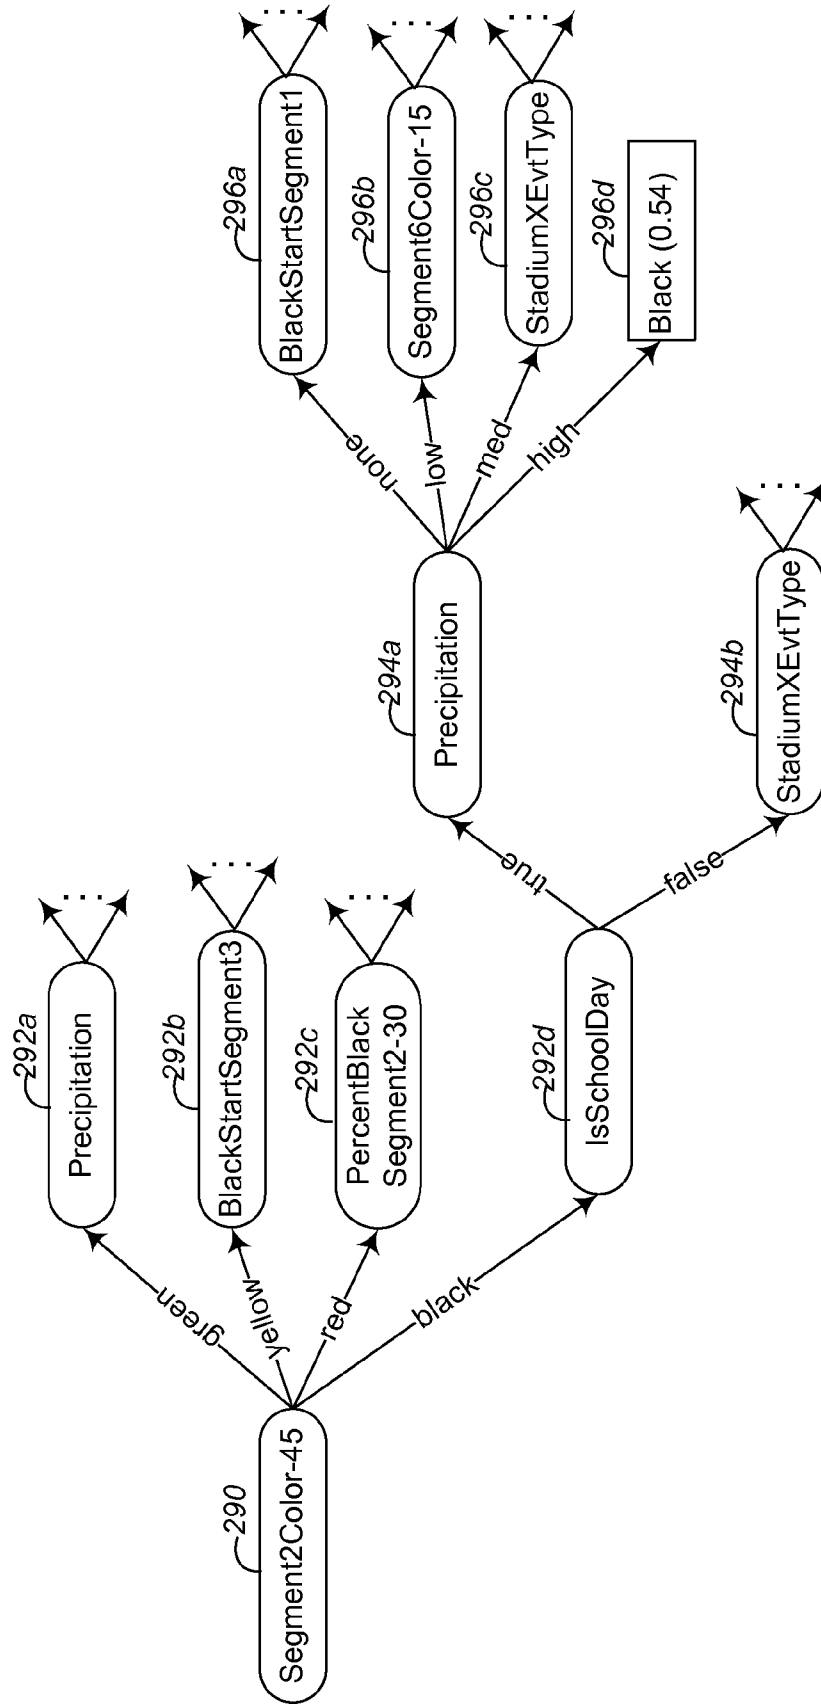 290
Segment2Color-45
green
yellow
red
black
292a
Precipitation
...
292b
BlackStartSegment3
...
292c
PercentBlack
Segment2-30
...
292d
IsSchoolDay
true
false
294a
Precipitation
none
low
med
high
294b
StadiumXEvtType
...
296a
BlackStartSegment1
...
296b
Segment6Color-15
...
296c
StadiumXEvtType
...
296d
Black (0.54)